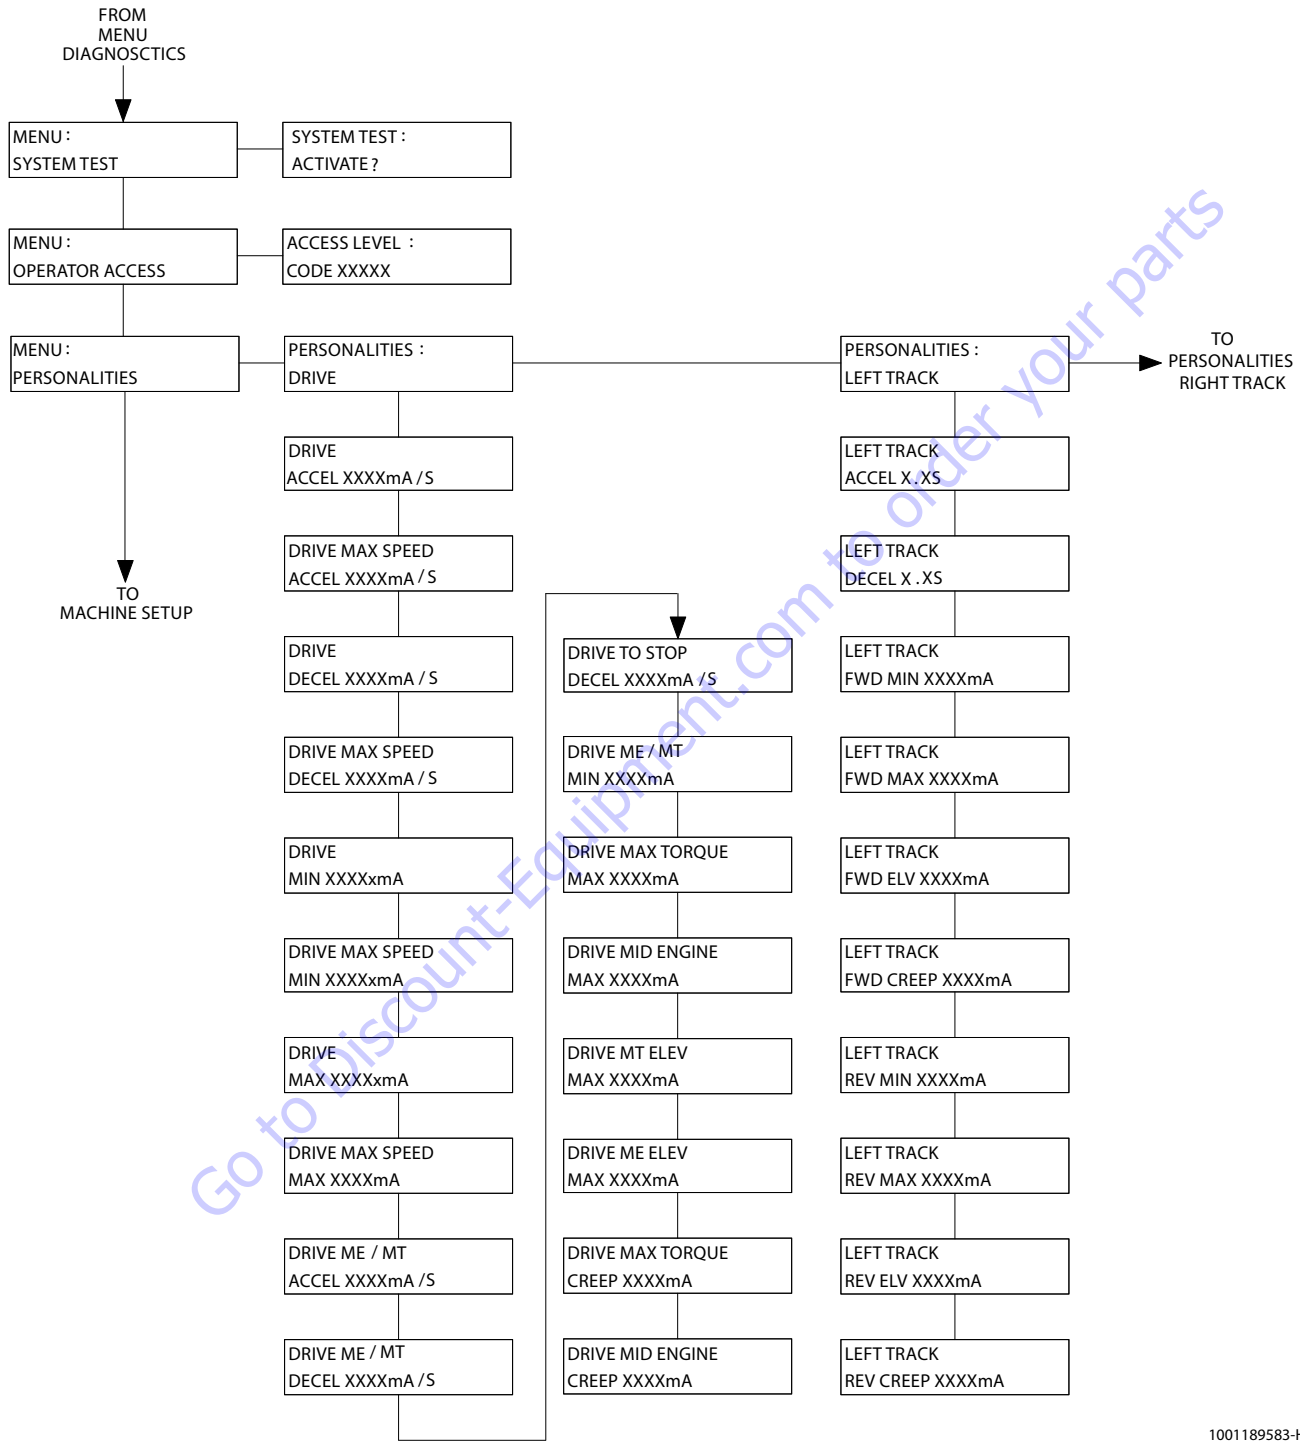 FROM
MENU
DIAGNOSCTICS
MENU:
SYSTEM TEST
SYSTEM TEST:
ACTIVATE?
MENU:
OPERATOR ACCESS
ACCESS LEVEL :
CODE XXXXX
MENU:
PERSONALITIES
TO
MACHINE SETUP
PERSONALITIES :
DRIVE
DRIVE
ACCEL XXXXmA/S
DRIVE MAX SPEED
ACCEL XXXXmA/S
DRIVE
DECEL XXXXmA/S
DRIVE MAX SPEED
DECEL XXXXmA/S
DRIVE
MIN XXXXxmA
DRIVE MAX SPEED
MIN XXXXxmA
DRIVE
MAX XXXXxmA
DRIVE MAX SPEED
MAX XXXXmA
DRIVE ME / MT
ACCEL XXXXmA/S
DRIVE ME / MT
DECEL XXXXmA/S
DRIVE TO STOP
DECEL XXXXmA/S
DRIVE ME / MT
MIN XXXXmA
DRIVE MAX TORQUE
MAX XXXXmA
DRIVE MID ENGINE
MAX XXXXmA
DRIVE MT ELEV
MAX XXXXmA
DRIVE ME ELEV
MAX XXXXmA
DRIVE MAX TORQUE
CREEP XXXXmA
DRIVE MID ENGINE
CREEP XXXXmA
PERSONALITIES :
LEFT TRACK
LEFT TRACK
ACCEL X.XS
LEFT TRACK
DECEL X.XS
LEFT TRACK
FWD MIN XXXXmA
LEFT TRACK
FWD MAX XXXXmA
LEFT TRACK
FWD ELV XXXXmA
LEFT TRACK
FWD CREEP XXXXmA
LEFT TRACK
REV MIN XXXXmA
LEFT TRACK
REV MAX XXXXmA
LEFT TRACK
REV ELV XXXXmA
LEFT TRACK
REV CREEP XXXXmA
TO
PERSONALITIES
RIGHT TRACK
Go to Discount-Equipment.com to order your parts
1001189583-H